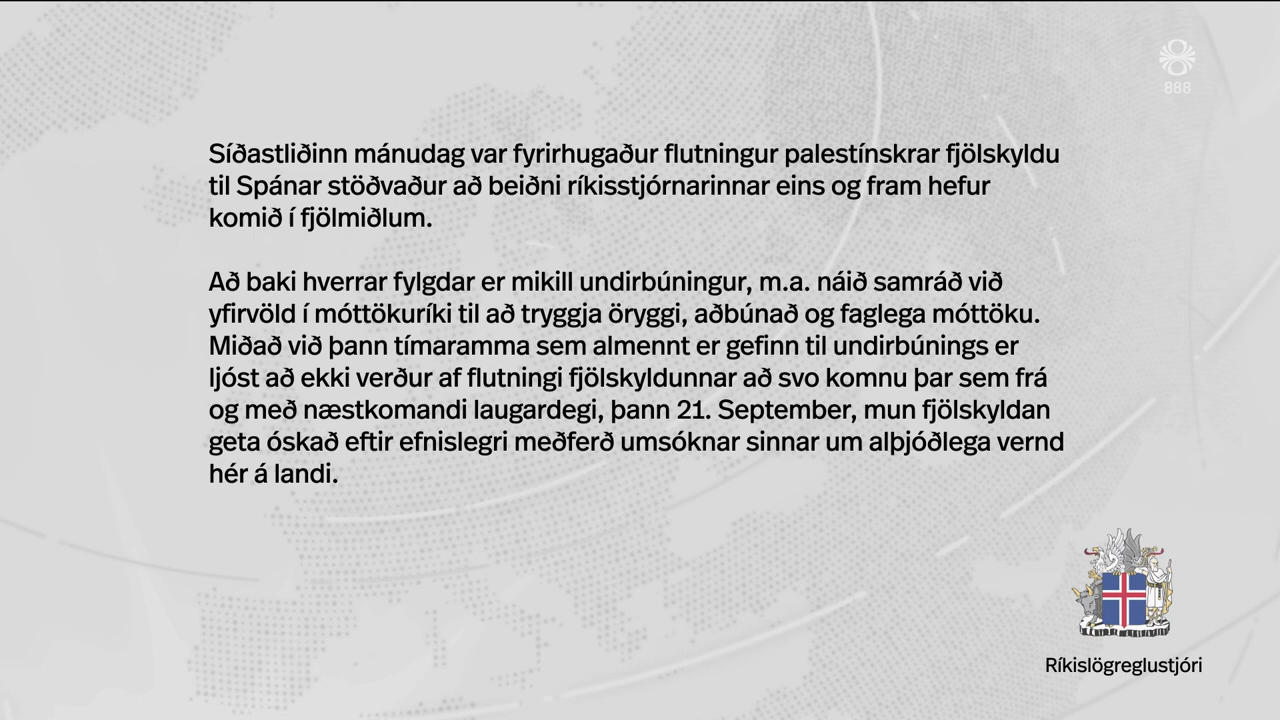 888
Síðastliðinn mánudag var fyrirhugaður flutningur palestínskrar fjölskyldu
til Spánar stöðvaður að beiðni ríkisstjórnarinnar eins og fram hefur
komið í fjölmiðlum.
Að baki hverrar fylgdar er mikill undirbúningur, m.a. náið samráð við
yfirvöld í móttökuríki til að tryggja öryggi, aðbúnað og faglega móttöku.
Miðað við þann tímaramma sem almennt er gefinn til undirbúnings er
ljóst að ekki verður af flutningi fjölskyldunnar að svo komnu þar sem frá
og með næstkomandi laugardegi, þann 21. September, mun fjölskyldan
geta óskað eftir efnislegri meðferð umsóknar sinnar um alþjóðlega vernd
hér á landi.
Ríkislögreglustjóri